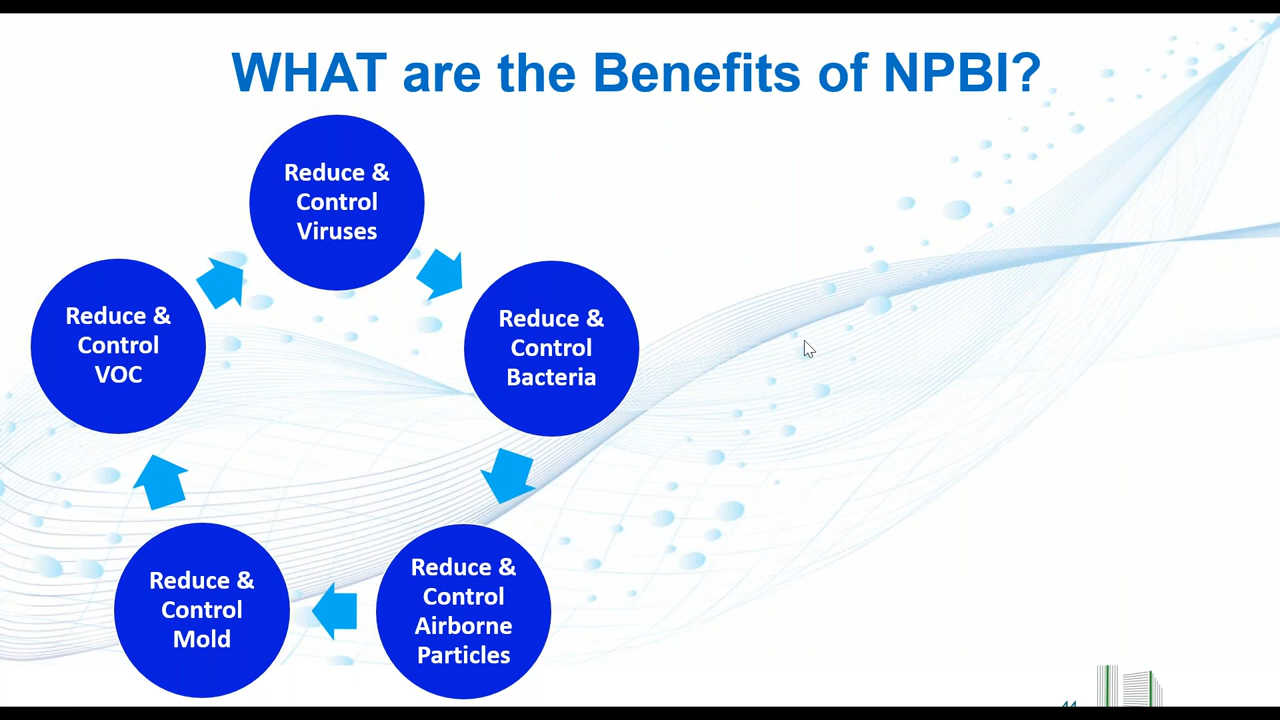 WHAT are the Benefits of NPBI?
Reduce &
Control
Viruses
Reduce &
Control
Bacteria
Reduce &
Control
Airborne
Particles
Reduce &
Control
Mold
Reduce &
Control
VOC